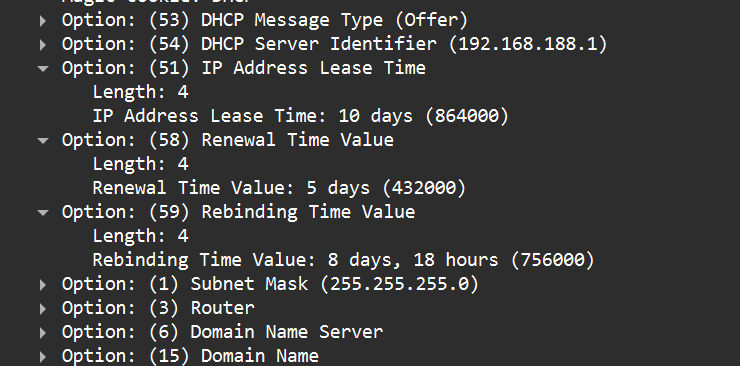 Magic cookie: DHCP
Option: (53) DHCP Message Type (Offer)
Option: (54) DHCP Server Identifier (192.168.188.1)
Option: (51) IP Address Lease Time
Length: 4
IP Address Lease Time: 10 days (864000)
Option: (58) Renewal Time Value
Length: 4
Renewal Time Value: 5 days (432000)
Option: (59) Rebinding Time Value
Length: 4
Rebinding Time Value: 8 days, 18 hours (756000)
Option: (1) Subnet Mask (255.255.255.0)
Option: (3) Router
Option: (6) Domain Name Server
Option: (15) Domain Name